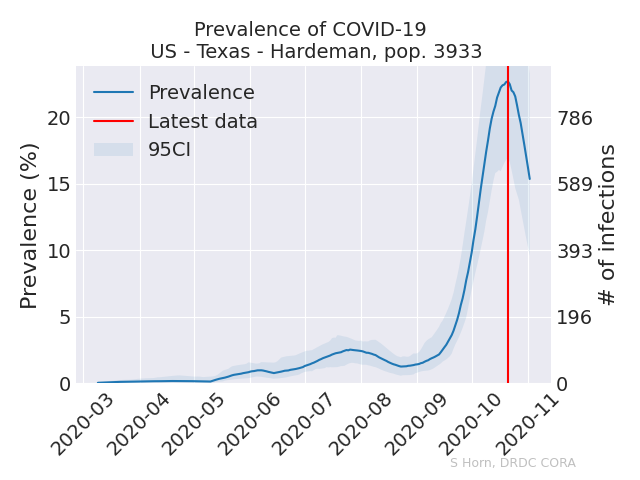 Prevalence of COVID-19
US - Texas - Hardeman, pop. 3933
Prevalence
Latest data
95CI
Prevalence (%)
20
15
10
5
0
786
589
393
196
0
# of infections
2020-03
2020-04
2020-05
2020-06
2020-07
2020-08
2020-09
2020-10
2020-11
S Horn, DRDC CORA